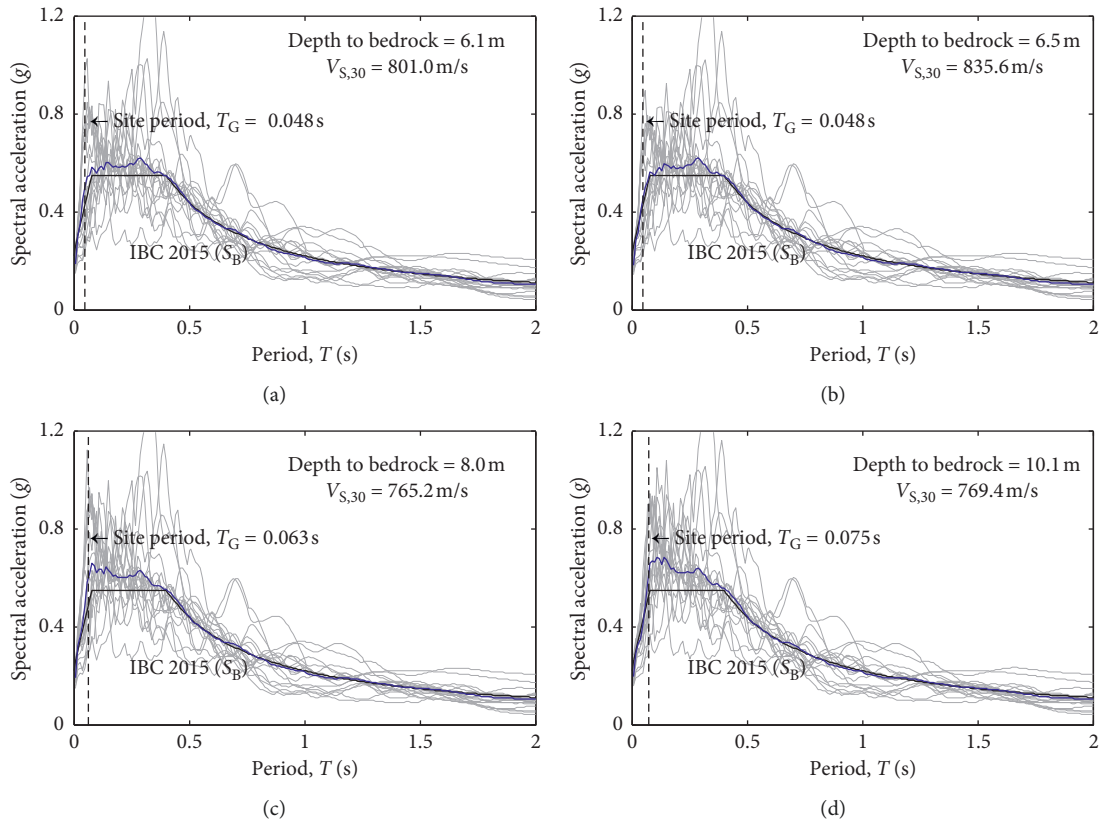 1.2
0.8
0.4
0
Spectral acceleration (g)
Depth to bedrock = 6.1 m
V_S,30 = 801.0 m/s
← Site period, T_G = 0.048 s
IBC 2015 (S_B)
0
0.5
1
1.5
2
Period, T (s)
(a)
1.2
0.8
0.4
0
Spectral acceleration (g)
Depth to bedrock = 6.5 m
V_S,30 = 835.6 m/s
← Site period, T_G = 0.048 s
IBC 2015 (S_B)
0
0.5
1
1.5
2
Period, T (s)
(b)
1.2
0.8
0.4
0
Spectral acceleration (g)
Depth to bedrock = 8.0 m
V_S,30 = 765.2 m/s
← Site period, T_G = 0.063 s
IBC 2015 (S_B)
0
0.5
1
1.5
2
Period, T (s)
(c)
1.2
0.8
0.4
0
Spectral acceleration (g)
Depth to bedrock = 10.1 m
V_S,30 = 769.4 m/s
← Site period, T_G = 0.075 s
IBC 2015 (S_B)
0
0.5
1
1.5
2
Period, T (s)
(d)